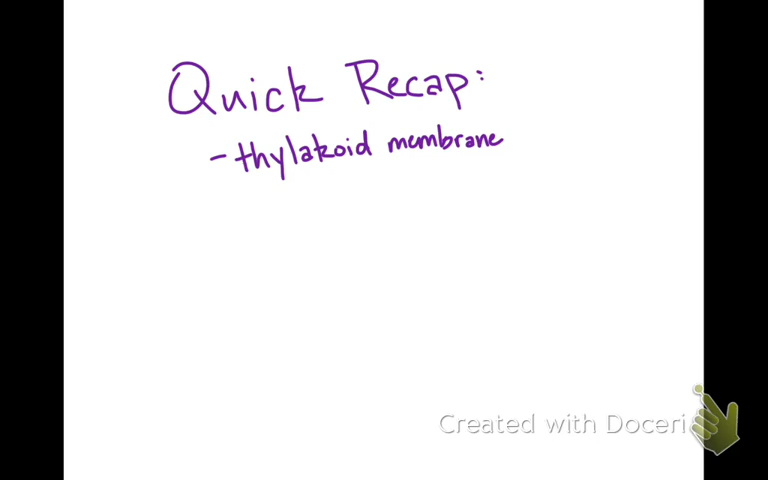 Quick Recap:
- thylakoid membrane
Created with Doceri